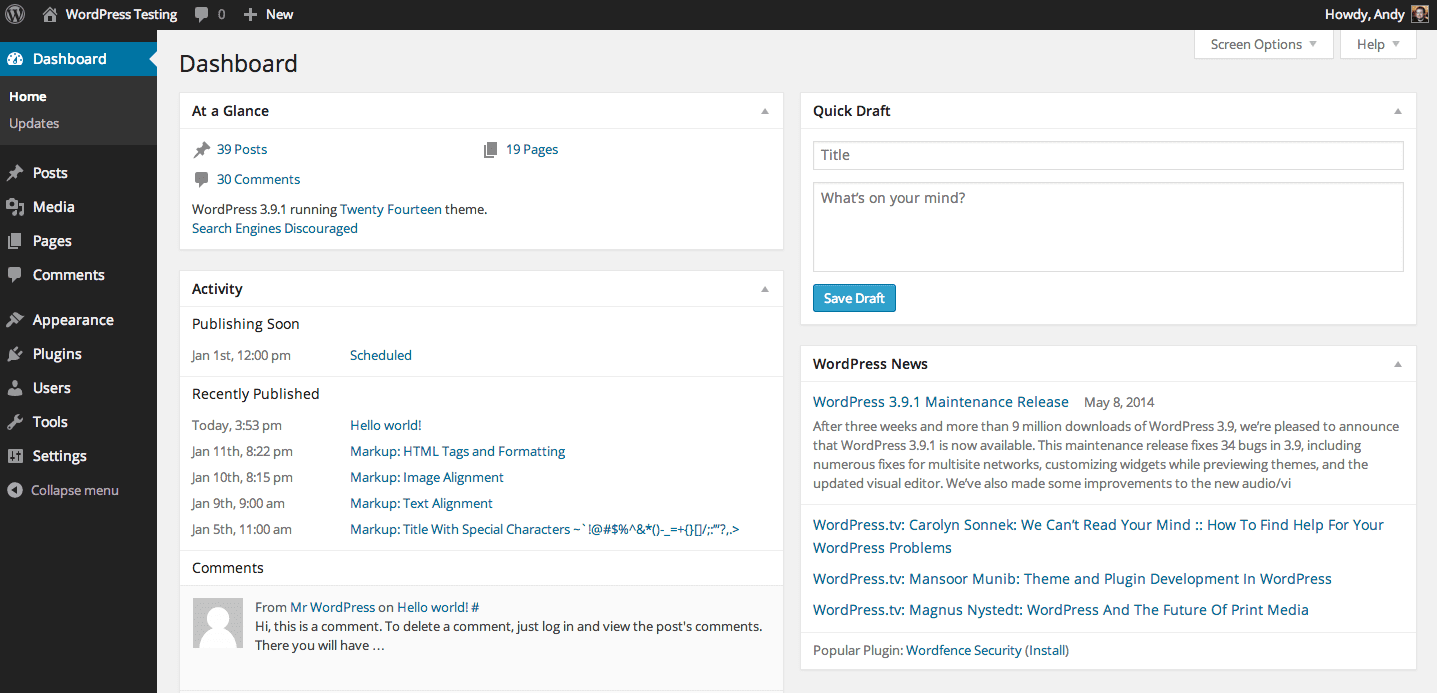 WordPress Testing 0 New Howdy, Andy
Screen Options Help
Dashboard
Home
Updates
Posts
Media
Pages
Comments
Appearance
Plugins
Users
Tools
Settings
Collapse menu
Dashboard
At a Glance
39 Posts 19 Pages
30 Comments
WordPress 3.9.1 running Twenty Fourteen theme.
Search Engines Discouraged
Activity
Publishing Soon
Jan 1st, 12:00 pm Scheduled
Recently Published
Today, 3:53 pm Hello world!
Jan 11th, 8:22 pm Markup: HTML Tags and Formatting
Jan 10th, 8:15 pm Markup: Image Alignment
Jan 9th, 9:00 am Markup: Text Alignment
Jan 5th, 11:00 am Markup: Title With Special Characters ~`!@#$%^&*()-_=+{}[]/;:'"?,.>
Comments
From Mr WordPress on Hello world! #
Hi, this is a comment. To delete a comment, just log in and view the post's comments.
There you will have …
Quick Draft
Title
What's on your mind?
Save Draft
WordPress News
WordPress 3.9.1 Maintenance Release May 8, 2014
After three weeks and more than 9 million downloads of WordPress 3.9, we're pleased to announce
that WordPress 3.9.1 is now available. This maintenance release fixes 34 bugs in 3.9, including
numerous fixes for multisite networks, customizing widgets while previewing themes, and the
updated visual editor. We've also made some improvements to the new audio/vi
WordPress.tv: Carolyn Sonnek: We Can't Read Your Mind :: How To Find Help For Your
WordPress Problems
WordPress.tv: Mansoor Munib: Theme and Plugin Development In WordPress
WordPress.tv: Magnus Nystedt: WordPress And The Future Of Print Media
Popular Plugin: Wordfence Security (Install)